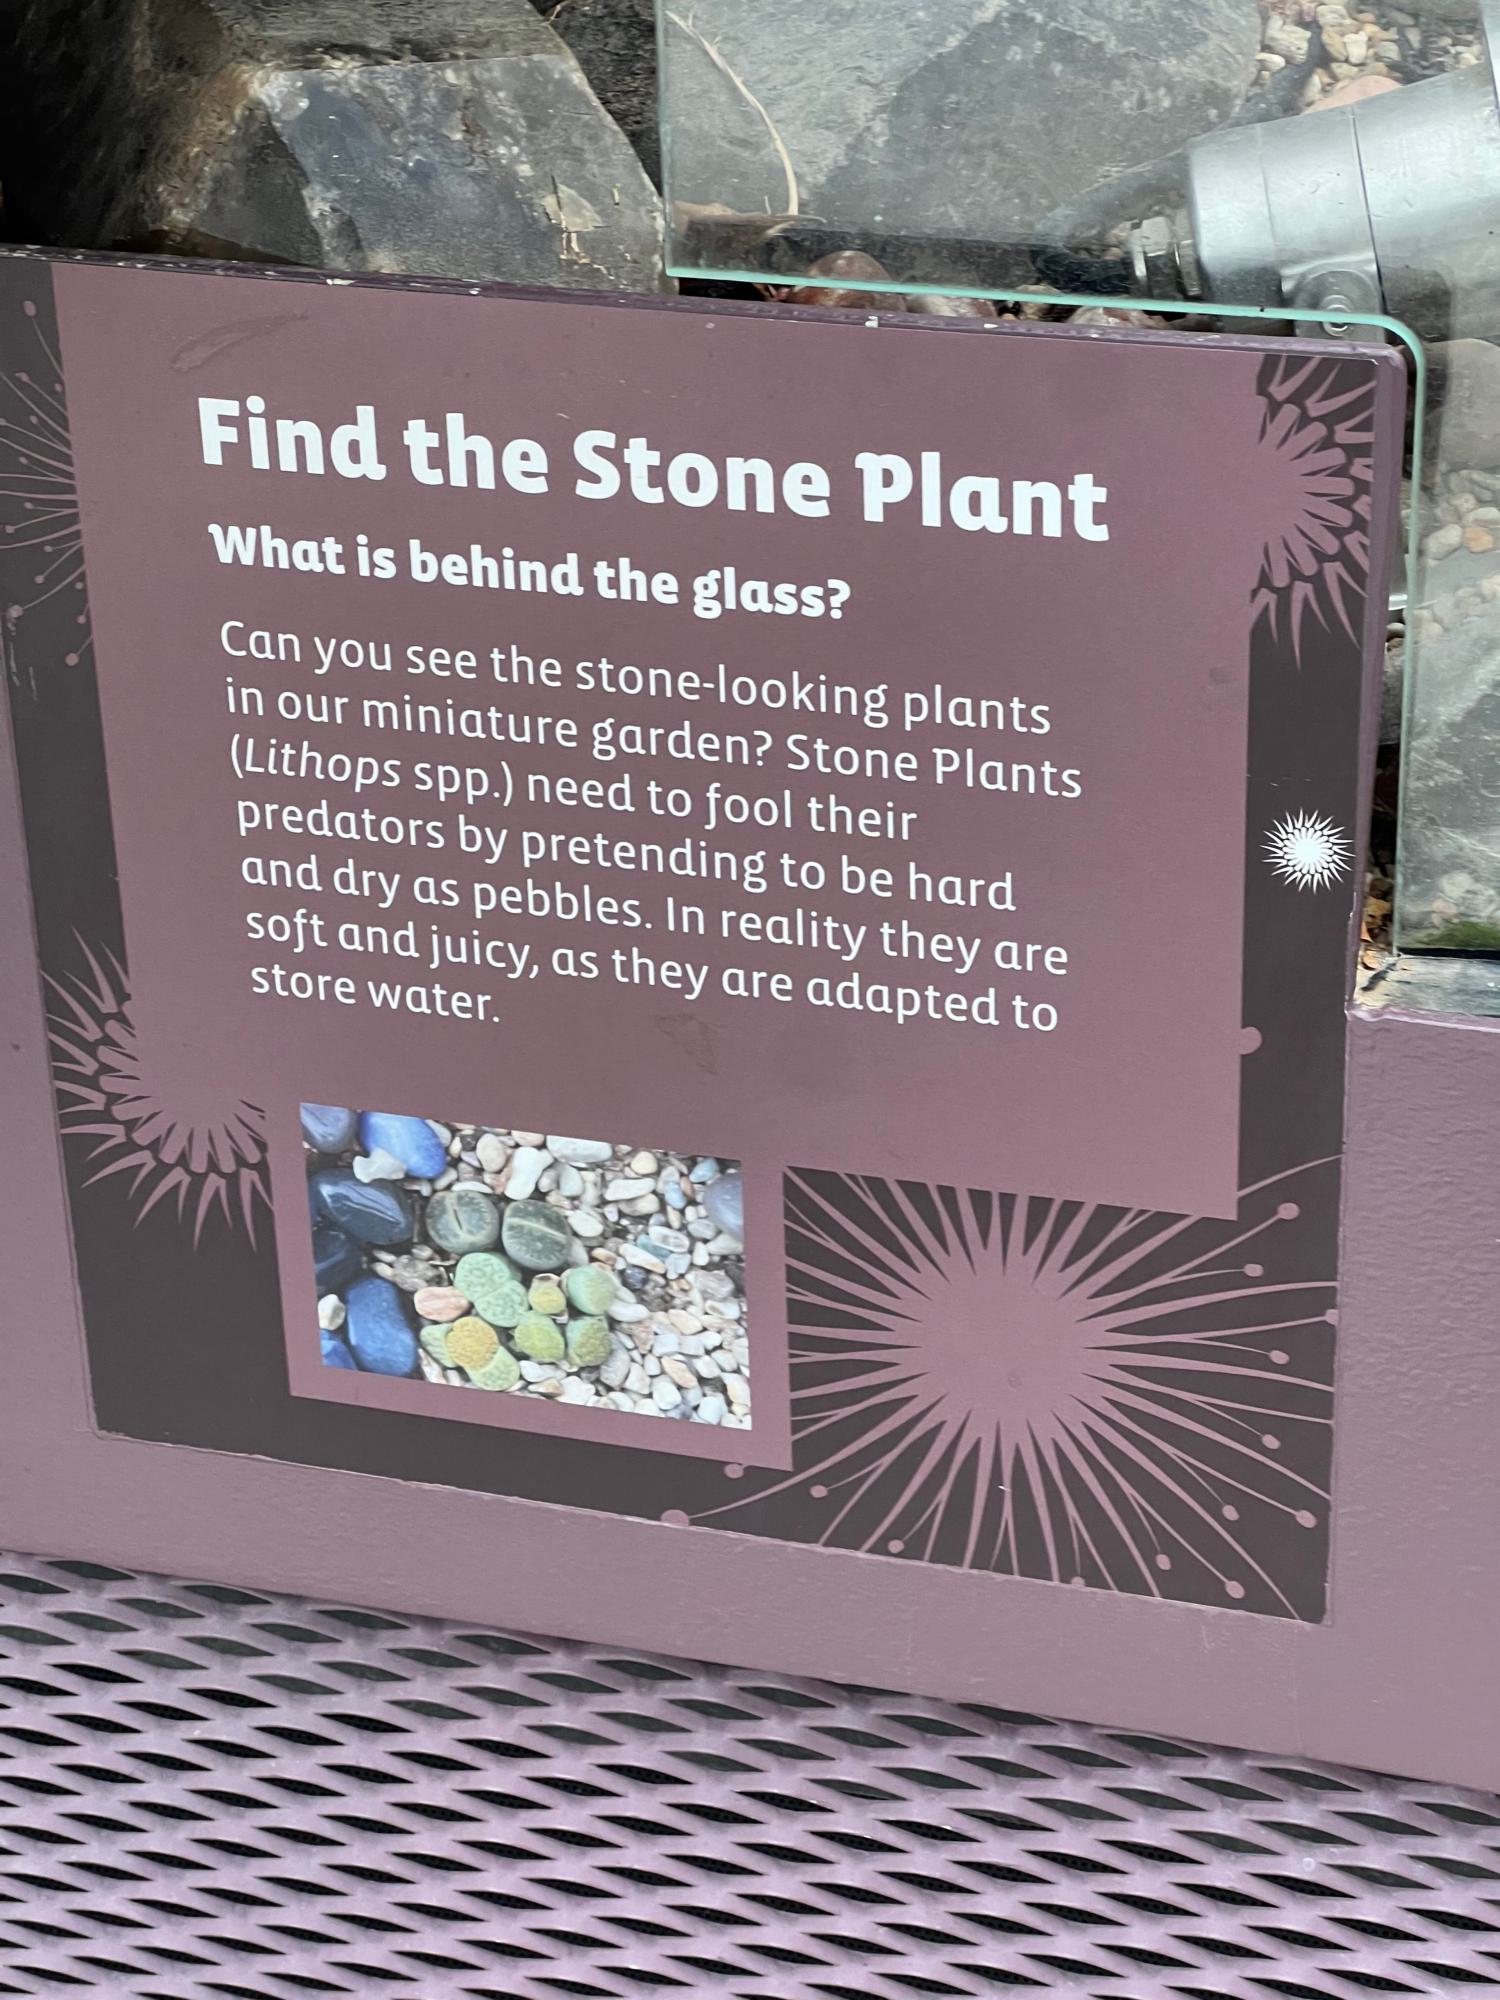 Find the Stone Plant
What is behind the glass?
Can you see the stone-looking plants
in our miniature garden? Stone Plants
(Lithops spp.) need to fool their
predators by pretending to be hard
and dry as pebbles. In reality they are
soft and juicy, as they are adapted to
store water.